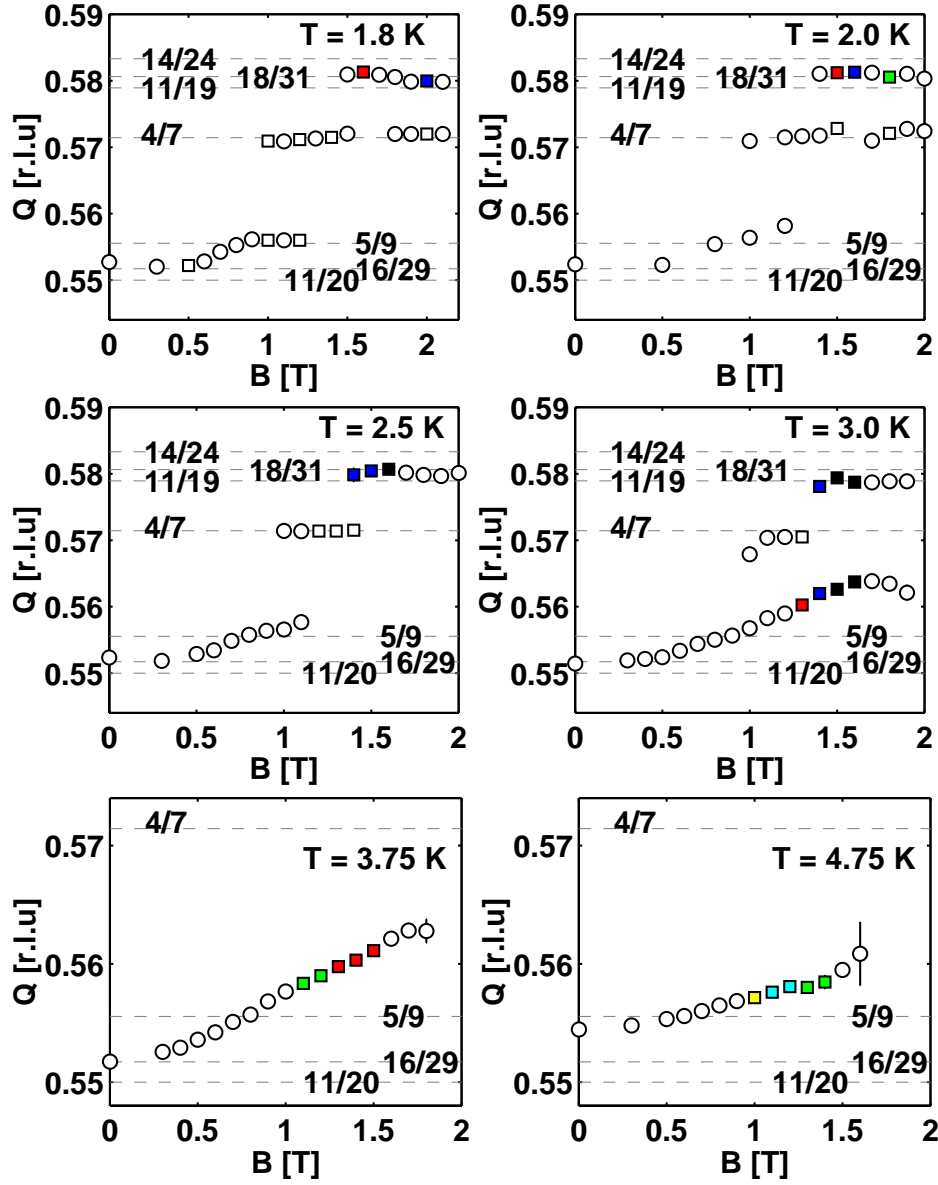 0.59
T = 1.8 K
14/24
0.58
18/31
11/19
4/7
0.57
Q [r.l.u]
0.56
5/9
16/29
0.55
11/20
0 0.5 1 1.5 2
B [T]
0.59
T = 2.0 K
14/24
0.58
18/31
11/19
4/7
0.57
Q [r.l.u]
0.56
5/9
16/29
0.55
11/20
0 0.5 1 1.5 2
B [T]
0.59
T = 2.5 K
14/24
18/31
0.58
11/19
4/7
0.57
Q [r.l.u]
0.56
5/9
16/29
0.55
11/20
0 0.5 1 1.5 2
B [T]
0.59
T = 3.0 K
14/24
18/31
0.58
11/19
4/7
0.57
Q [r.l.u]
0.56
5/9
16/29
0.55
11/20
0 0.5 1 1.5 2
B [T]
4/7
0.57
T = 3.75 K
Q [r.l.u]
0.56
5/9
16/29
0.55
11/20
0 0.5 1 1.5 2
B [T]
4/7
0.57
T = 4.75 K
Q [r.l.u]
0.56
5/9
16/29
0.55
11/20
0 0.5 1 1.5 2
B [T]